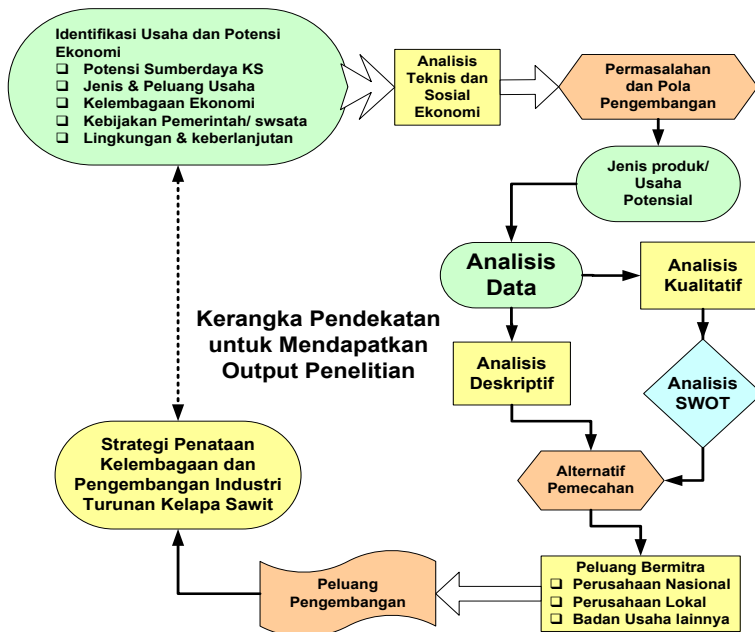 Identifikasi Usaha dan Potensi
Ekonomi
❑ Potensi Sumberdaya KS
❑ Jenis & Peluang Usaha
❑ Kelembagaan Ekonomi
❑ Kebijakan Pemerintah/ swsata
❑ Lingkungan & keberlanjutan
Analisis
Teknis dan
Sosial
Ekonomi
Permasalahan
dan Pola
Pengembangan
Jenis produk/
Usaha
Potensial
Analisis
Data
Analisis
Kualitatif
Kerangka Pendekatan
untuk Mendapatkan
Output Penelitian
Analisis
Deskriptif
Analisis
SWOT
Strategi Penataan
Kelembagaan dan
Pengembangan Industri
Turunan Kelapa Sawit
Alternatif
Pemecahan
Peluang Bermitra
❑ Perusahaan Nasional
❑ Perusahaan Lokal
❑ Badan Usaha lainnya
Peluang
Pengembangan